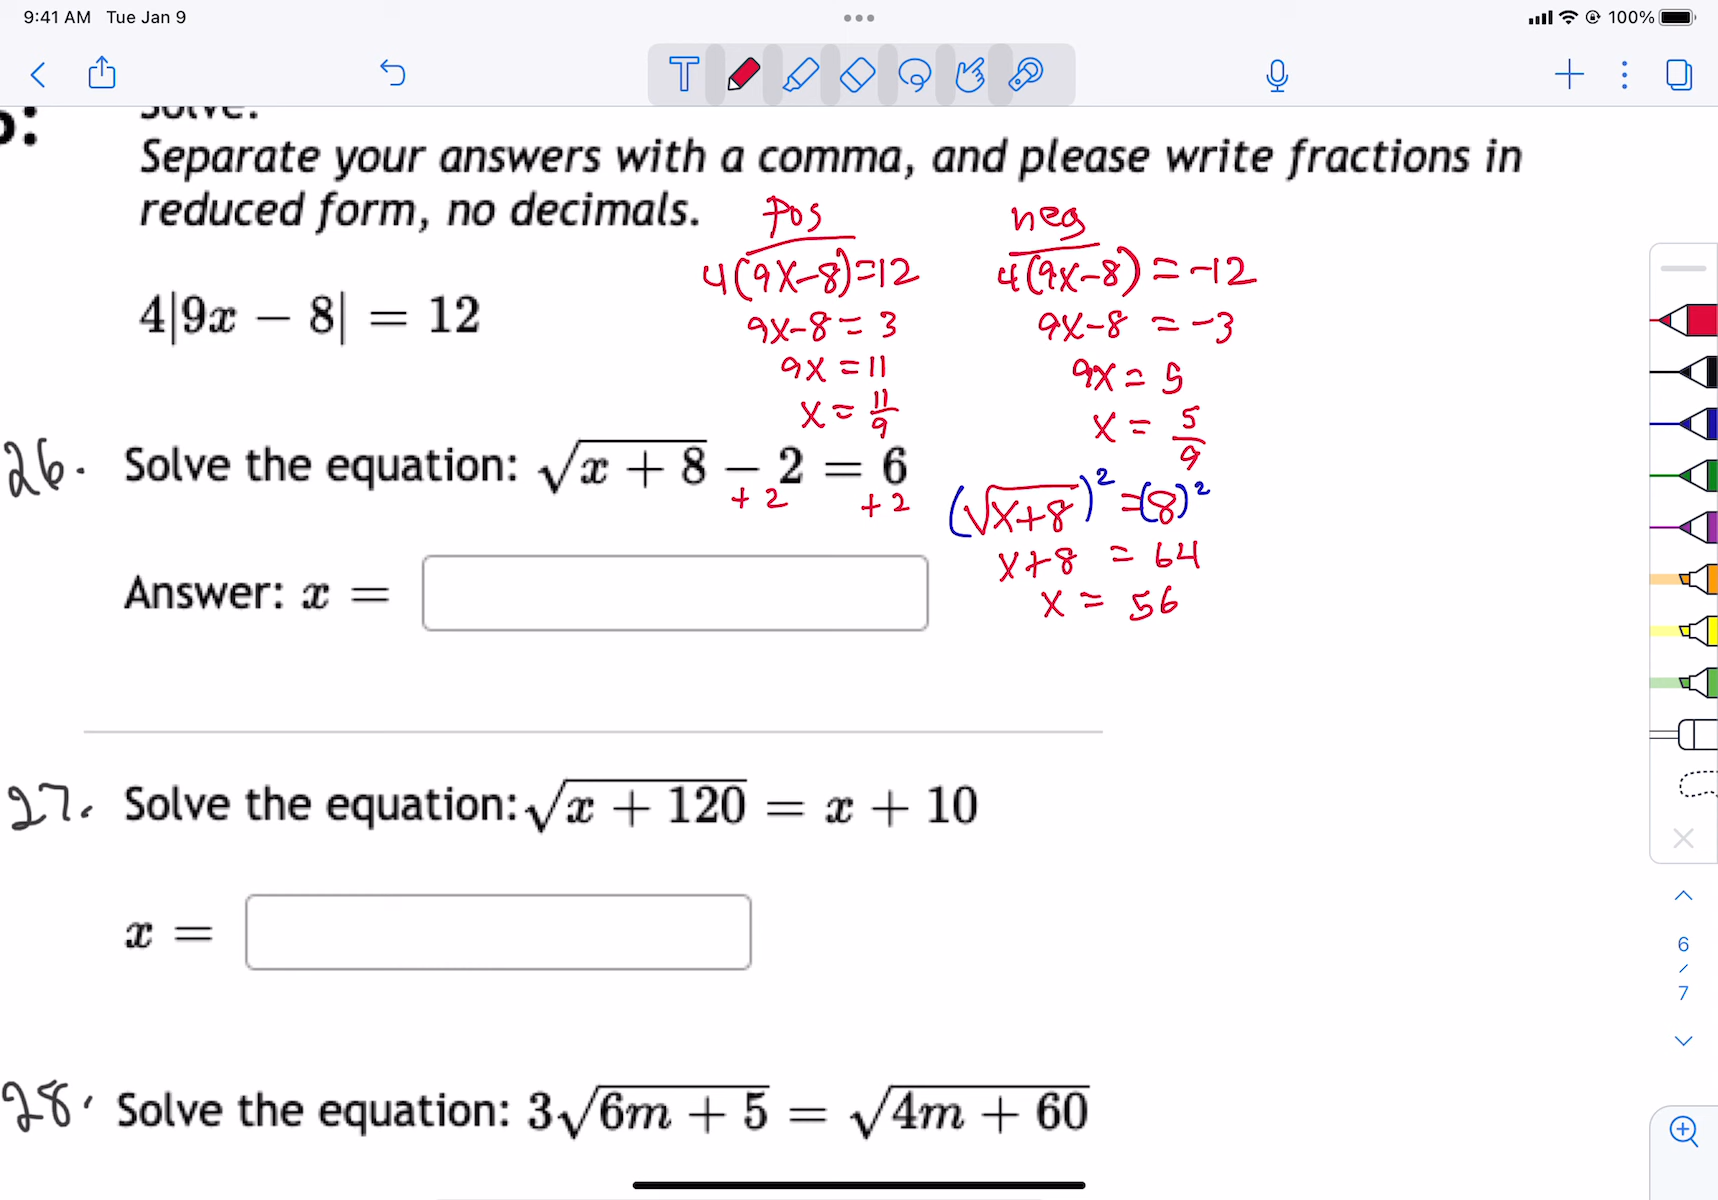 9:41 AM Tue Jan 9
100%
Solve:
Separate your answers with a comma, and please write fractions in
reduced form, no decimals.
4|9x − 8| = 12
pos
4(9x−8)=12
9x−8 = 3
9x = 11
x = 11/9
neg
4(9x−8) = −12
9x−8 = −3
9x = 5
x = 5/9
26. Solve the equation: √(x + 8) − 2 = 6
+2 +2
(√(x+8))² = (8)²
x+8 = 64
x = 56
Answer: x =
27. Solve the equation: √(x + 120) = x + 10
x =
28. Solve the equation: 3√(6m + 5) = √(4m + 60)
6
/
7